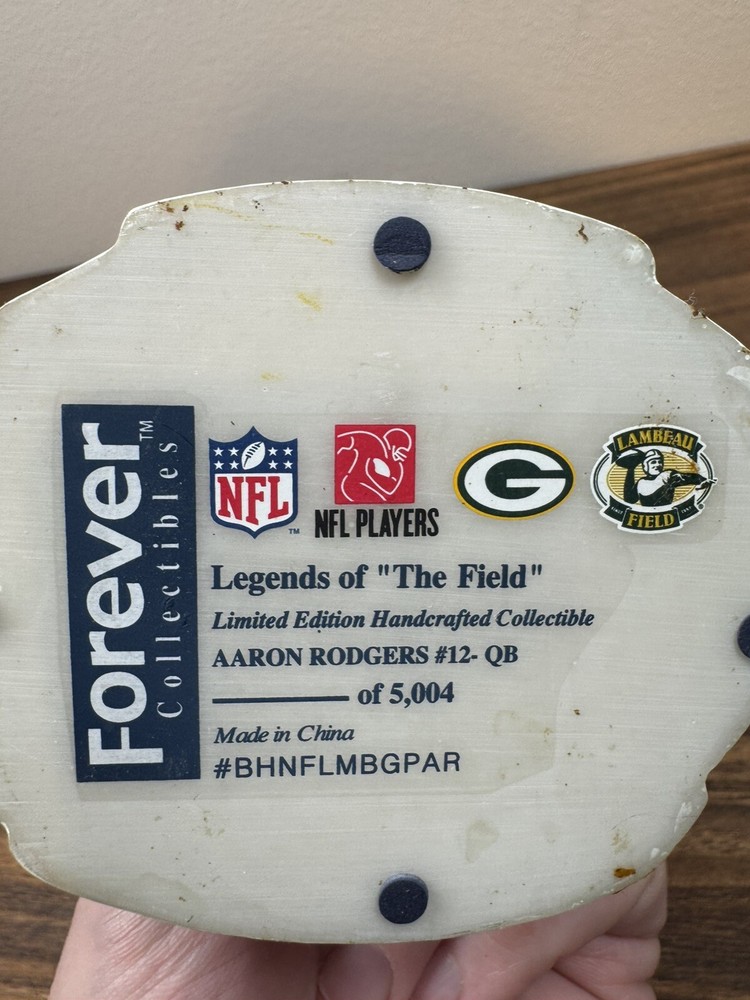 Forever™
Collectibles
NFL™
NFL PLAYERS
G
LAMBEAU
FIELD
Legends of "The Field"
Limited Edition Handcrafted Collectible
AARON RODGERS #12- QB
of 5,004
Made in China
#BHNFLMBGPAR